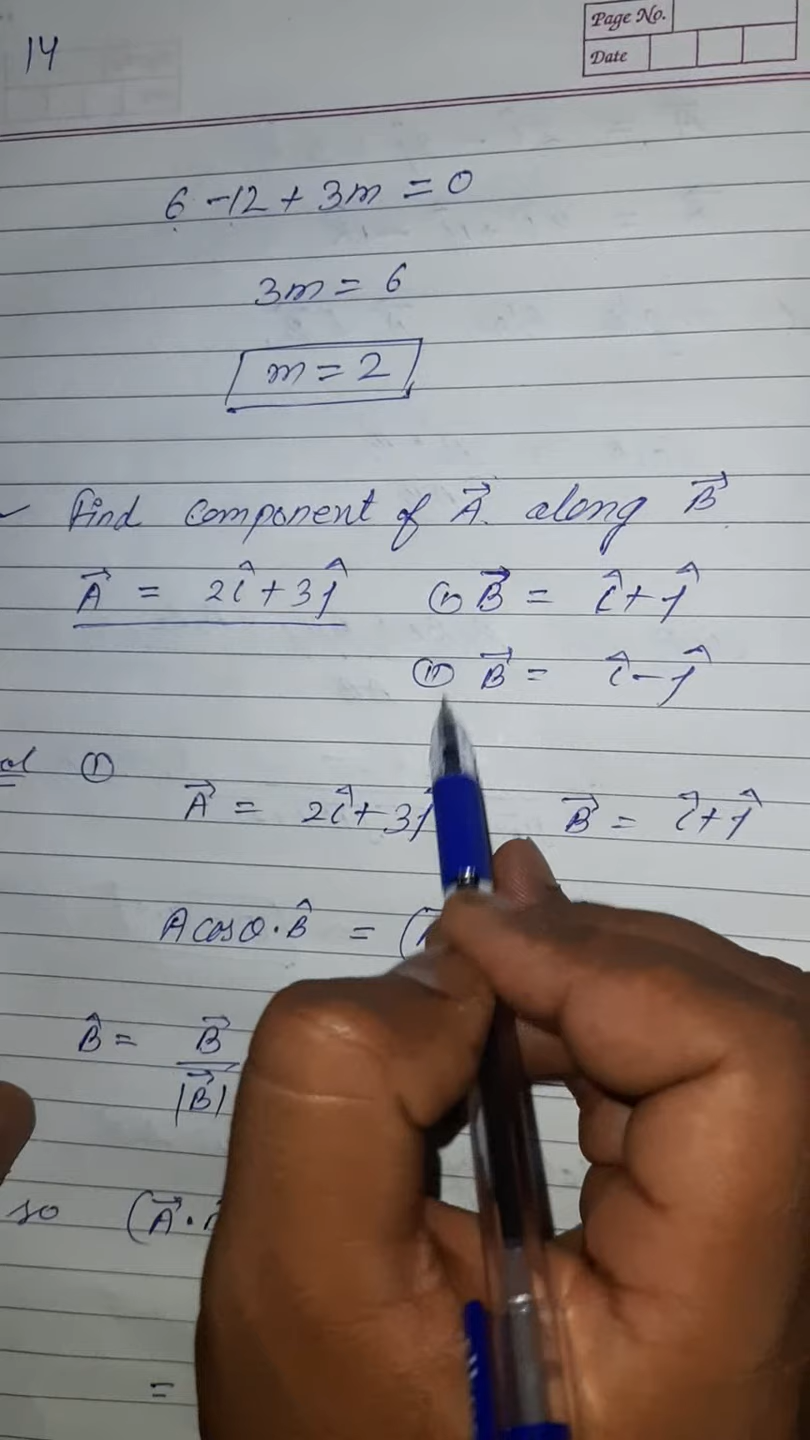 Page No.
14
Date
6 - 12 + 3m = 0
3m = 6
m = 2
Find component of A⃗ along B⃗
A⃗ = 2î + 3ĵ (i) B⃗ = î + ĵ
(ii) B⃗ = î - ĵ
(1)
A⃗ = 2î + 3ĵ B⃗ = î + ĵ
A cosθ · B̂ = (
B̂ = B⃗ / |B⃗|
so (A⃗ ·
=